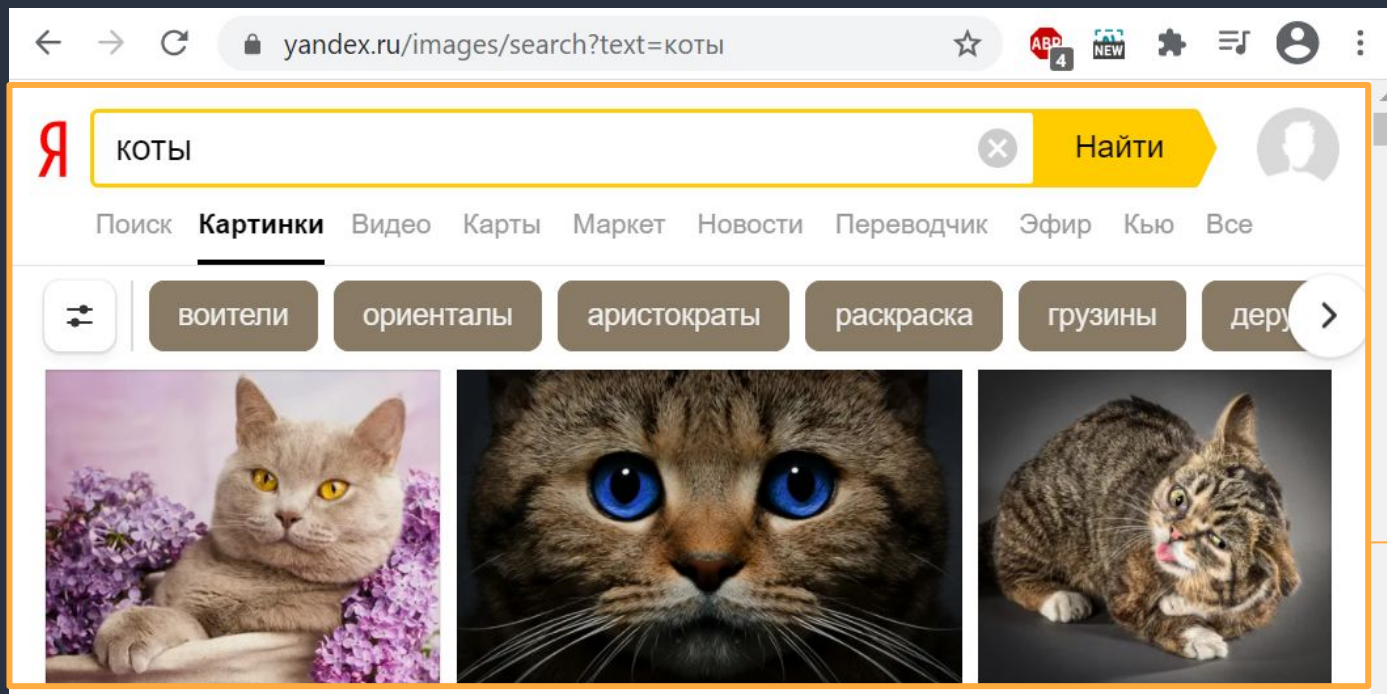 yandex.ru/images/search?text=коты
ABP
4
NEW
Я
коты
Найти
Поиск Картинки Видео Карты Маркет Новости Переводчик Эфир Кью Все
воители ориенталы аристократы раскраска грузины деру